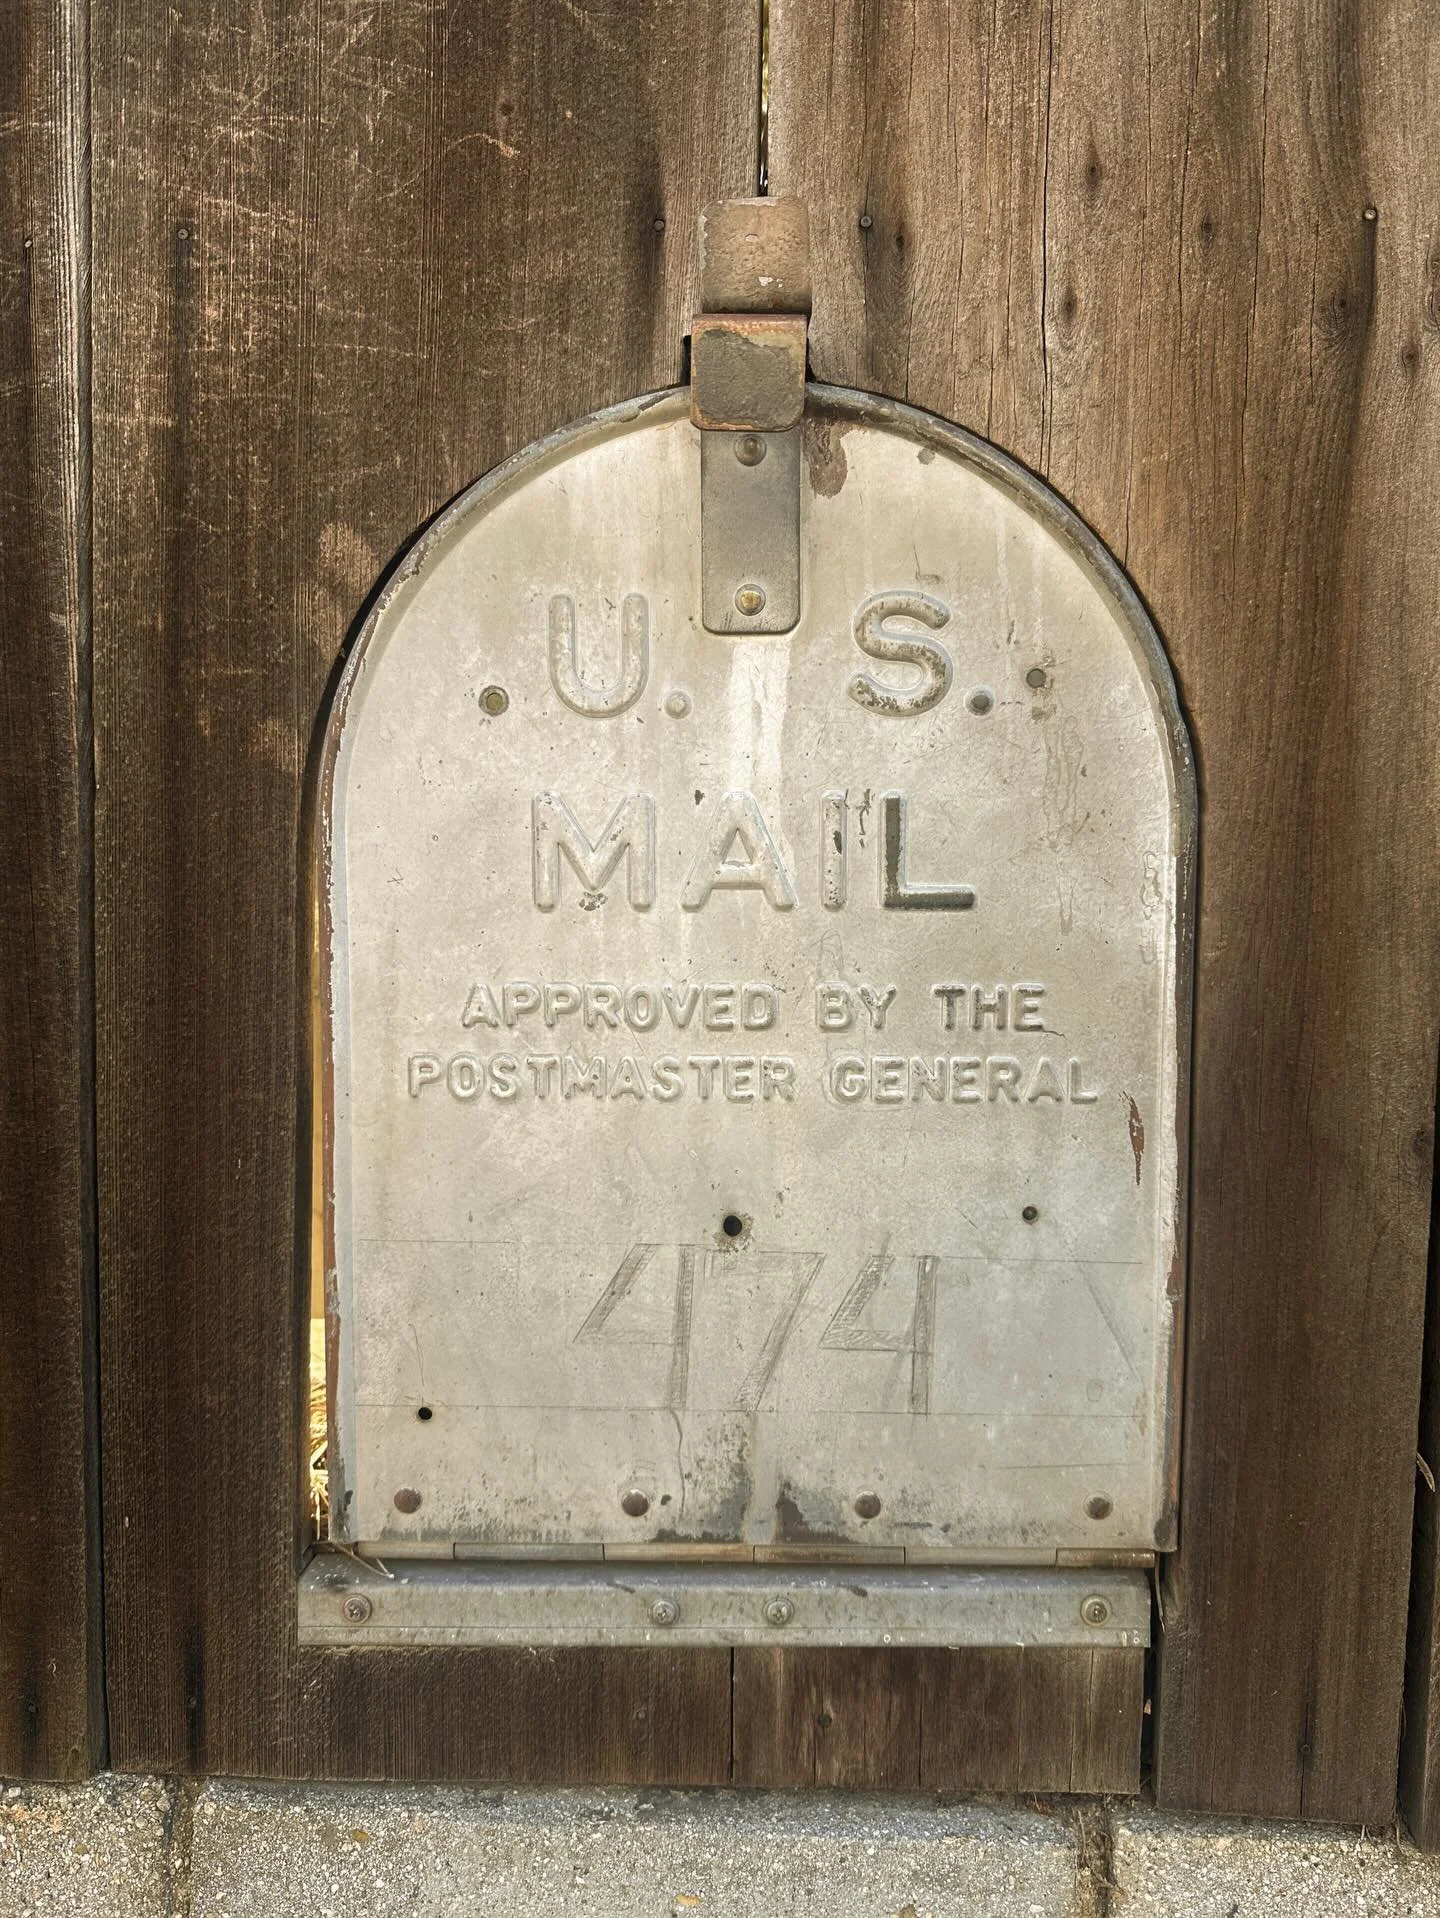 U. S.
MAIL
APPROVED BY THE
POSTMASTER GENERAL
474